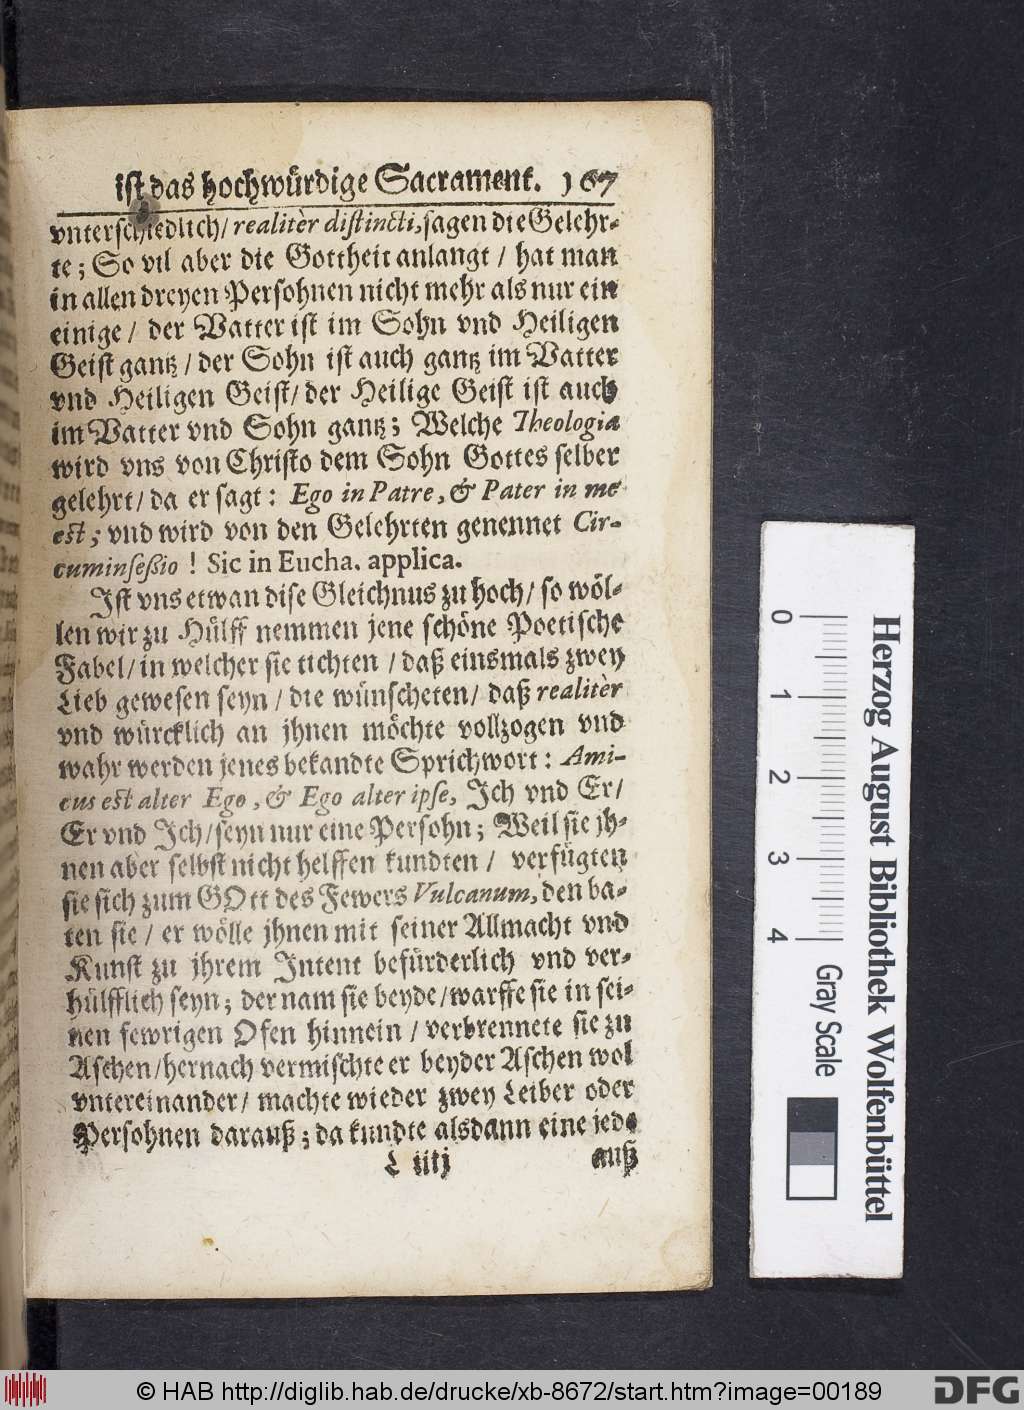 ist das hochwürdige Sacrament. 167
vnterschiedlich/ realitèr distincti, sagen die Gelehr-
te; So vil aber die Gottheit anlangt / hat man
in allen dreyen Persohnen nicht mehr als nur ein
einige / der Vatter ist im Sohn vnd Heiligen
Geist gantz / der Sohn ist auch gantz im Vatter
vnd Heiligen Geist/ der Heilige Geist ist auch
im Vatter vnd Sohn gantz; Welche Theologia
wird vns von Christo dem Sohn Gottes selber
gelehrt/ da er sagt: Ego in Patre, & Pater in me
est; vnd wird von den Gelehrten genennet Cir-
cuminseßio ! Sic in Eucha. applica.
Ist vns etwan dise Gleichnus zu hoch/ so wöl-
len wir zu Hülff nemmen jene schöne Poetische
Fabel/ in welcher sie tichten / daß einsmals zwey
Lieb gewesen seyn / die wünscheten/ daß realitèr
vnd würcklich an jhnen möchte vollzogen vnd
wahr werden jenes bekandte Sprichwort: Ami-
cus est alter Ego, & Ego alter ipse, Ich vnd Er/
Er vnd Ich/ seyn nur eine Persohn; Weil sie jh-
nen aber selbst nicht helffen kundten / verfügten
sie sich zum GOtt des Fewers Vulcanum, den ba-
ten sie / er wölle jhnen mit seiner Allmacht vnd
Kunst zu jhrem Intent befürderlich vnd ver-
hülfflich seyn; der nam sie beyde/ warffe sie in sei-
nen fewrigen Ofen hinnein / verbrennete sie zu
Aschen/ hernach vermischte er beyder Aschen wol
vntereinander/ machte wieder zwey Leiber oder
Persohnen darauß; da kundte alsdann eine jede
L iiij auß
0 1 2 3 4
Gray Scale
Herzog August Bibliothek Wolfenbüttel
© HAB http://diglib.hab.de/drucke/xb-8672/start.htm?image=00189
DFG